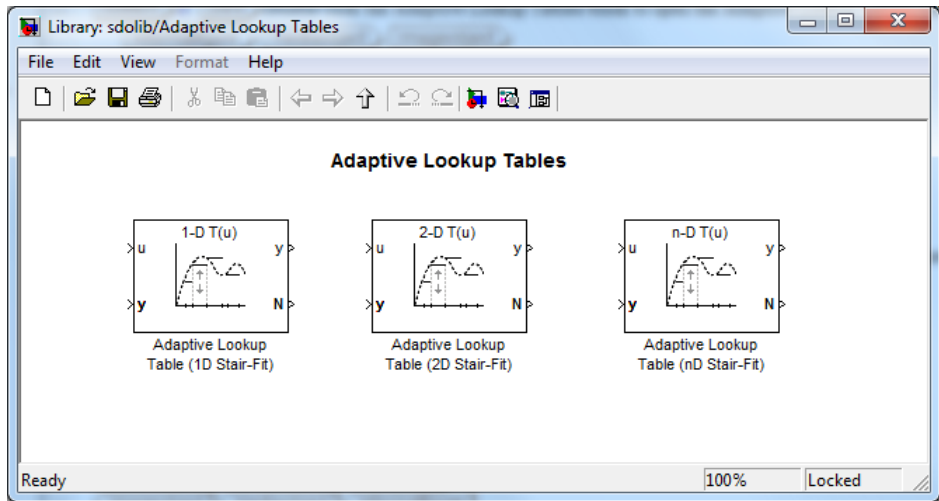 Library: sdolib/Adaptive Lookup Tables
File Edit View Format Help
Adaptive Lookup Tables
1-D T(u)
u y
y N
Adaptive Lookup
Table (1D Stair-Fit)
2-D T(u)
u y
y N
Adaptive Lookup
Table (2D Stair-Fit)
n-D T(u)
u y
y N
Adaptive Lookup
Table (nD Stair-Fit)
Ready 100% Locked